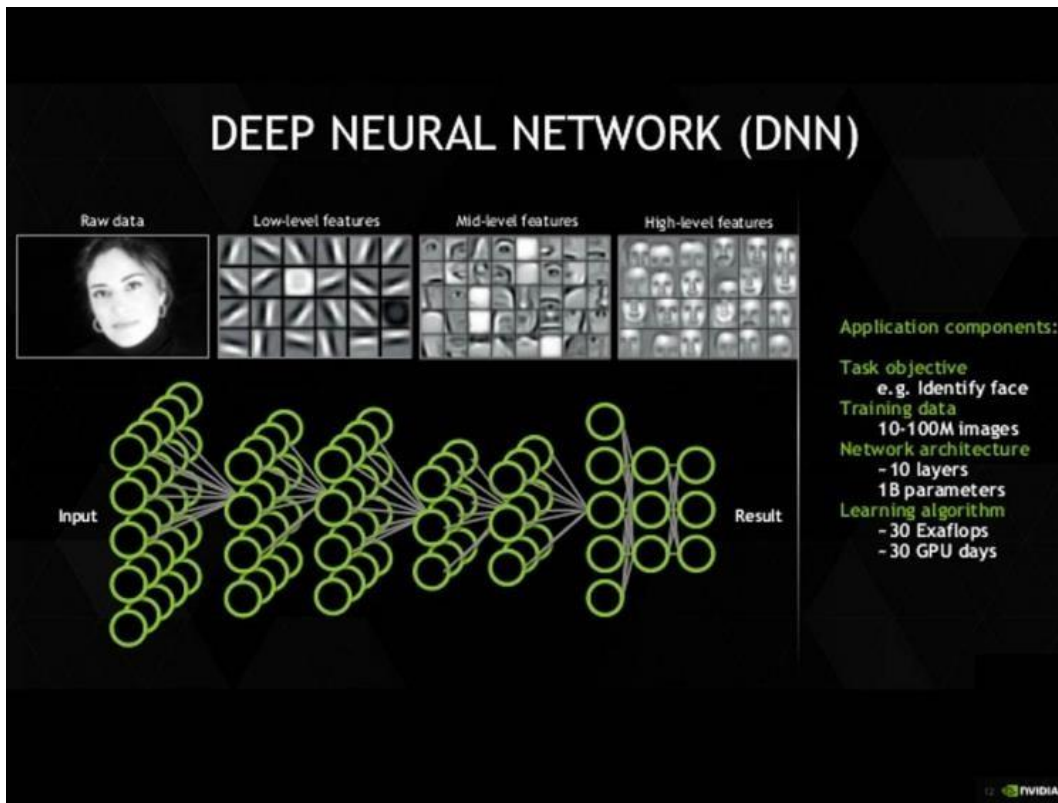 DEEP NEURAL NETWORK (DNN)
Raw data
Low-level features
Mid-level features
High-level features
Input
Result
Application components:
Task objective
e.g. Identify face
Training data
10-100M images
Network architecture
~10 layers
1B parameters
Learning algorithm
~30 Exaflops
~30 GPU days
12
NVIDIA